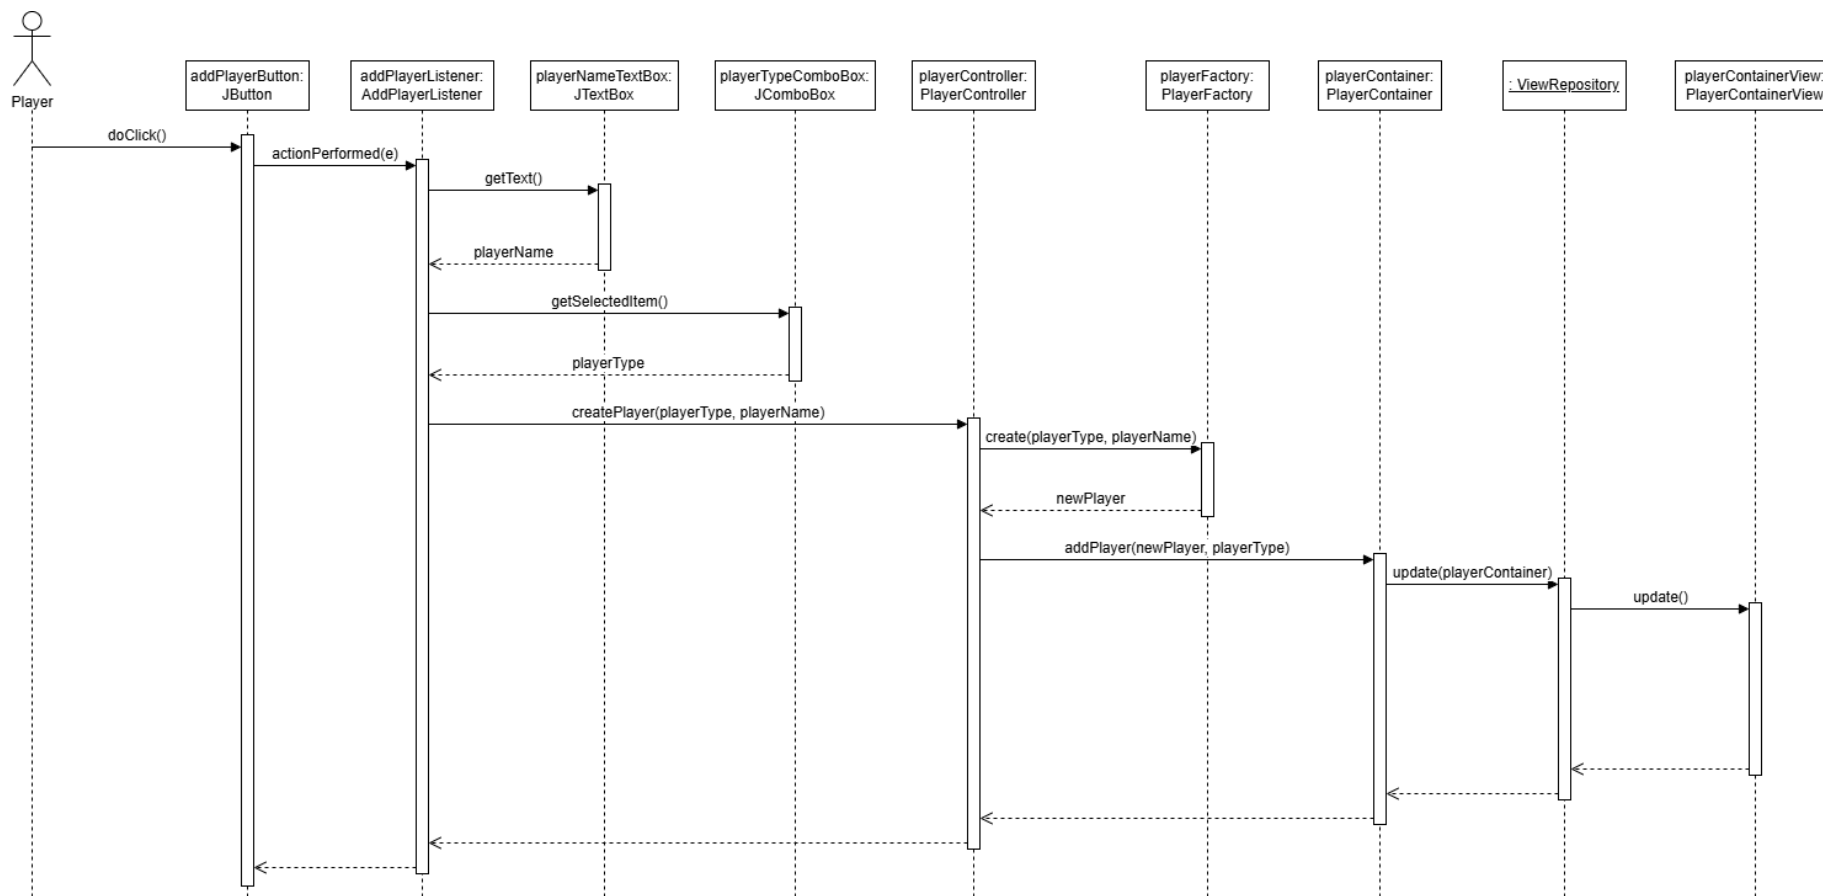 Player
addPlayerButton:
JButton
addPlayerListener:
AddPlayerListener
playerNameTextBox:
JTextBox
playerTypeComboBox:
JComboBox
playerController:
PlayerController
playerFactory:
PlayerFactory
playerContainer:
PlayerContainer
: ViewRepository
playerContainerView:
PlayerContainerView
doClick()
actionPerformed(e)
getText()
playerName
getSelectedItem()
playerType
createPlayer(playerType, playerName)
create(playerType, playerName)
newPlayer
addPlayer(newPlayer, playerType)
update(playerContainer)
update()